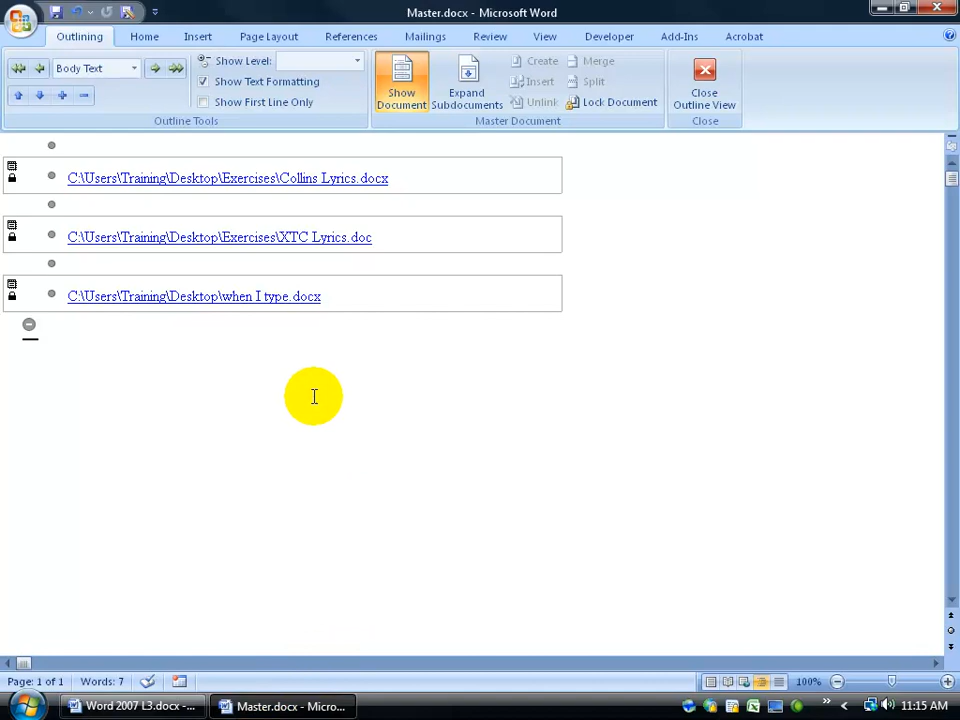 Master.docx - Microsoft Word
Outlining Home Insert Page Layout References Mailings Review View Developer Add-Ins Acrobat
Body Text Show Level: Show Document Expand Subdocuments Create Merge Close Outline View
Show Text Formatting Insert Split
Show First Line Only Unlink Lock Document
Outline Tools Master Document Close
C:\Users\Training\Desktop\Exercises\Collins Lyrics.docx
C:\Users\Training\Desktop\Exercises\XTC Lyrics.doc
C:\Users\Training\Desktop\when I type.docx
Page: 1 of 1 Words: 7 100%
Word 2007 L3.docx -... Master.docx - Micro... 11:15 AM